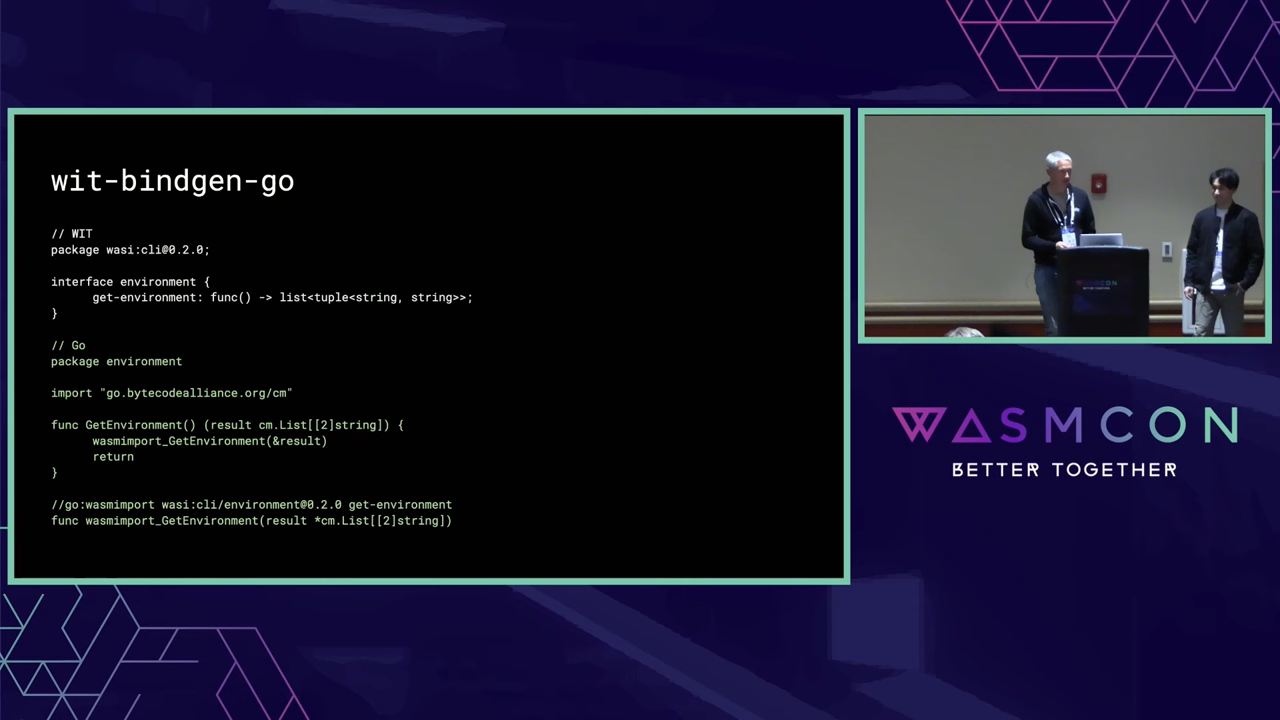 wit-bindgen-go
// WIT
package wasi:cli@0.2.0;
interface environment {
get-environment: func() -> list<tuple<string, string>>;
}
// Go
package environment
import "go.bytecodealliance.org/cm"
func GetEnvironment() (result cm.List[[2]string]) {
wasmimport_GetEnvironment(&result)
return
}
//go:wasmimport wasi:cli/environment@0.2.0 get-environment
func wasmimport_GetEnvironment(result *cm.List[[2]string])
WASMCON
WASMCON
BETTER TOGETHER